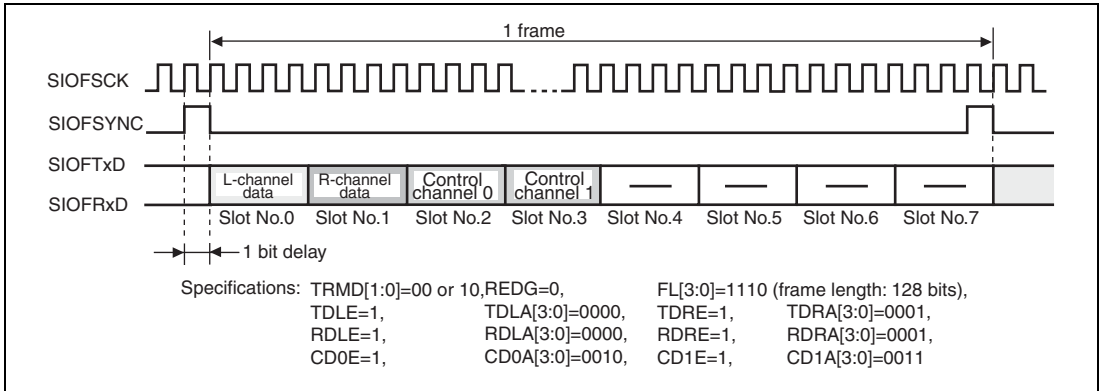 1 frame
SIOFSCK
SIOFSYNC
SIOFTxD
SIOFRxD
L-channel data
R-channel data
Control channel 0
Control channel 1
Slot No.0 Slot No.1 Slot No.2 Slot No.3 Slot No.4 Slot No.5 Slot No.6 Slot No.7
1 bit delay
Specifications: TRMD[1:0]=00 or 10,REDG=0, FL[3:0]=1110 (frame length: 128 bits),
TDLE=1, TDLA[3:0]=0000, TDRE=1, TDRA[3:0]=0001,
RDLE=1, RDLA[3:0]=0000, RDRE=1, RDRA[3:0]=0001,
CD0E=1, CD0A[3:0]=0010, CD1E=1, CD1A[3:0]=0011